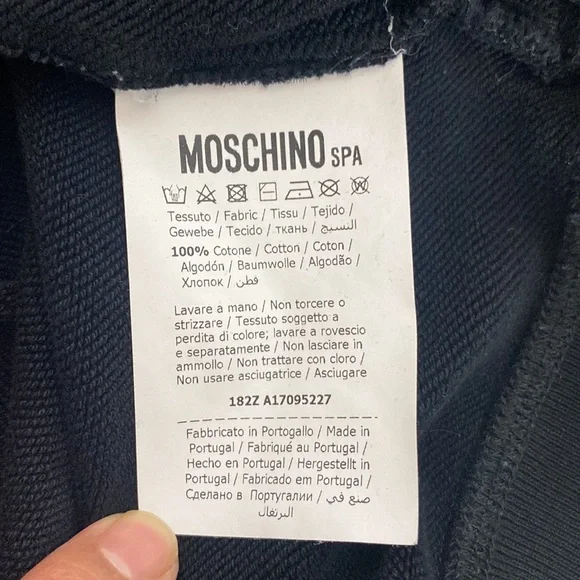 MOSCHINO SPA
Tessuto / Fabric / Tissu / Tejido /
Gewebe / Tecido / ткань / النسيج
100% Cotone / Cotton / Coton /
Algodón / Baumwolle / Algodão /
Хлопок / قطن
Lavare a mano / Non torcere o
strizzare / Tessuto soggetto a
perdita di colore; lavare a rovescio
e separatamente / Non lasciare in
ammollo / Non trattare con cloro /
Non usare asciugatrice / Asciugare
182Z A17095227
Fabbricato in Portogallo / Made in
Portugal / Fabriqué au Portugal /
Hecho en Portugal / Hergestellt in
Portugal / Fabricado em Portugal /
Сделано в Португалии / صنع في
البرتغال